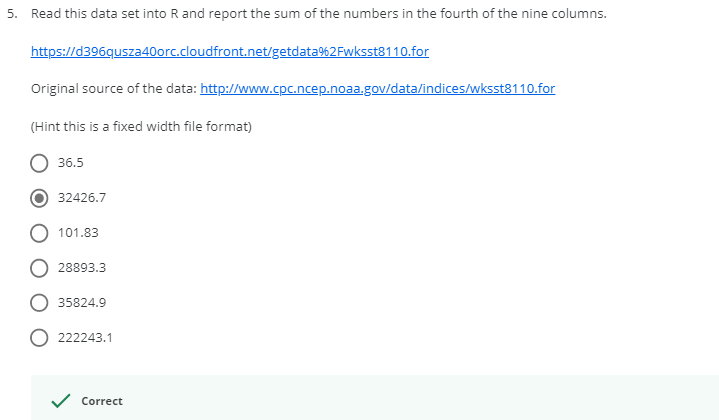 5. Read this data set into R and report the sum of the numbers in the fourth of the nine columns.
https://d396qusza40orc.cloudfront.net/getdata%2Fwksst8110.for
Original source of the data: http://www.cpc.ncep.noaa.gov/data/indices/wksst8110.for
(Hint this is a fixed width file format)
36.5
32426.7
101.83
28893.3
35824.9
222243.1
Correct